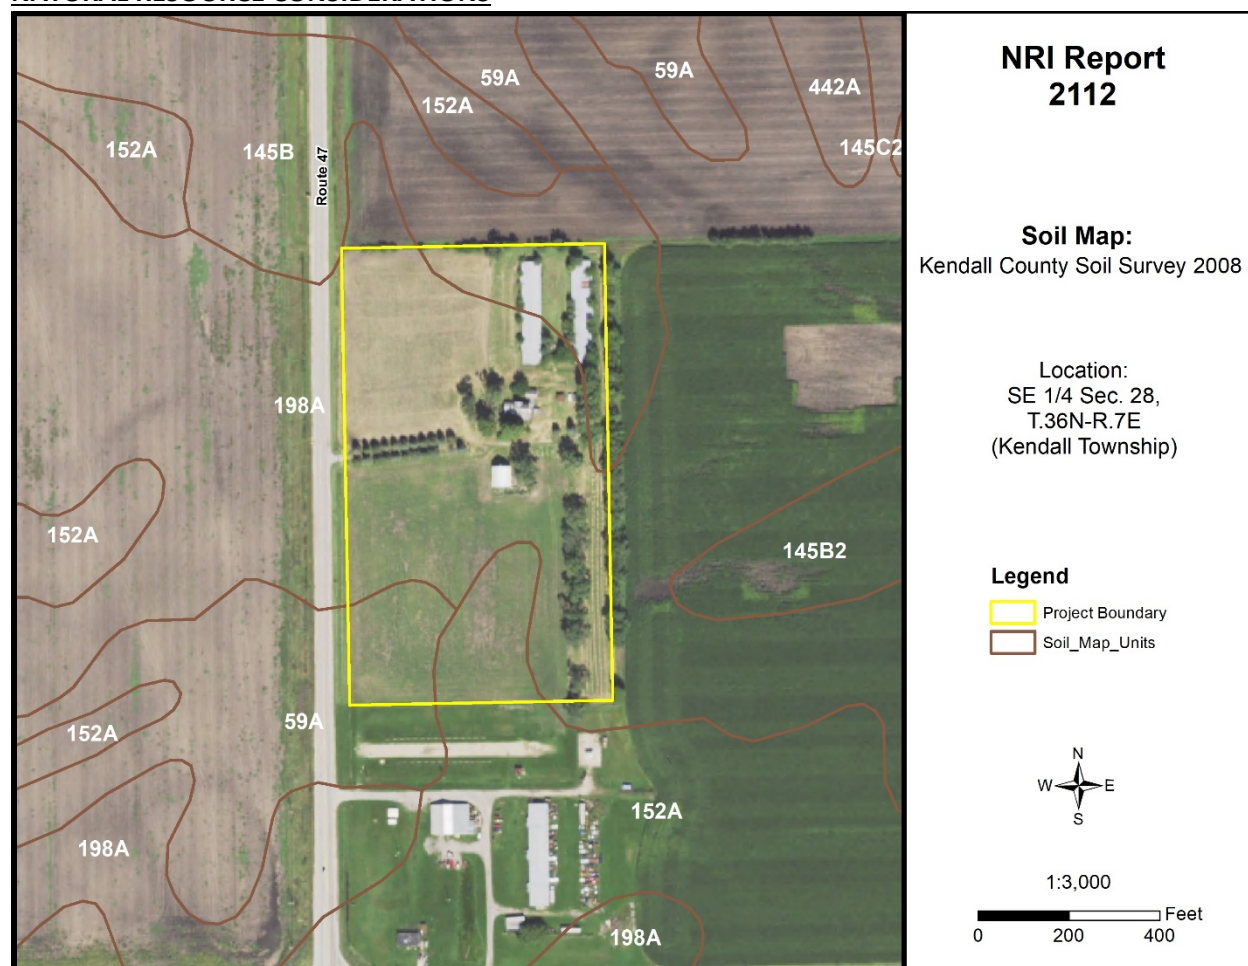 NATURAL RESOURCE CONSIDERATIONS
NRI Report
2112
Soil Map:
Kendall County Soil Survey 2008
Location:
SE 1/4 Sec. 28,
T.36N-R.7E
(Kendall Township)
Legend
Project Boundary
Soil_Map_Units
N
W E
S
1:3,000
Feet
0 200 400
59A
59A
442A
152A
152A
145B
145C2
Route 47
198A
152A
145B2
59A
152A
152A
198A
198A